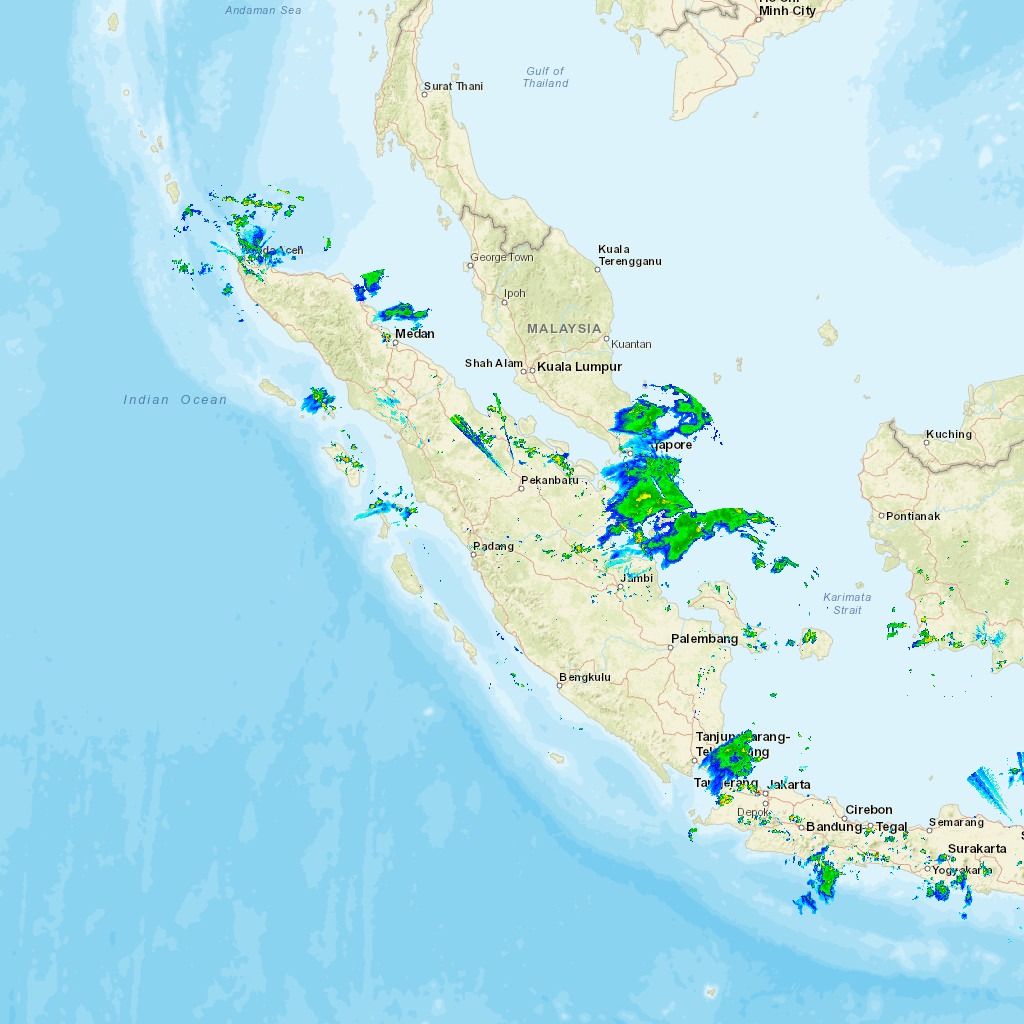 Andaman Sea
Minh City
Gulf of
Thailand
Surat Thani
Kuala
Terengganu
George Town
Ipoh
MALAYSIA
Kuantan
Medan
Shah Alam
Kuala Lumpur
Indian Ocean
Kuching
Pekanbaru
Pontianak
Padang
Jambi
Karimata
Strait
Palembang
Bengkulu
Jakarta
Depok
Cirebon
Bandung
Tegal
Semarang
Surakarta